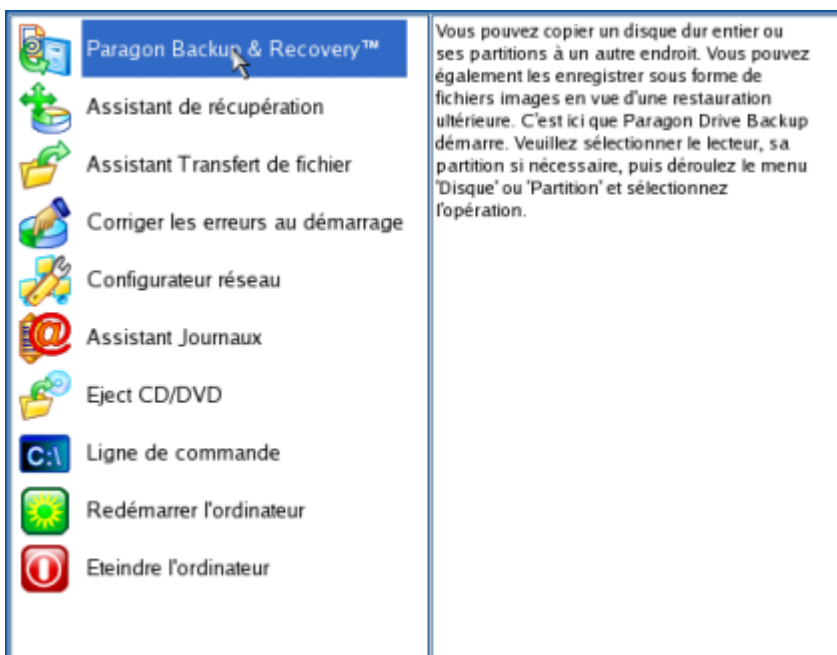 Paragon Backup & Recovery™
Assistant de récupération
Assistant Transfert de fichier
Corriger les erreurs au démarrage
Configurateur réseau
Assistant Journaux
Eject CD/DVD
C:\
Ligne de commande
Redémarrer l'ordinateur
Eteindre l'ordinateur
Vous pouvez copier un disque dur entier ou
ses partitions à un autre endroit. Vous pouvez
également les enregistrer sous forme de
fichiers images en vue d'une restauration
ultérieure. C'est ici que Paragon Drive Backup
démarre. Veuillez sélectionner le lecteur, sa
partition si nécessaire, puis déroulez le menu
'Disque' ou 'Partition' et sélectionnez
l'opération.